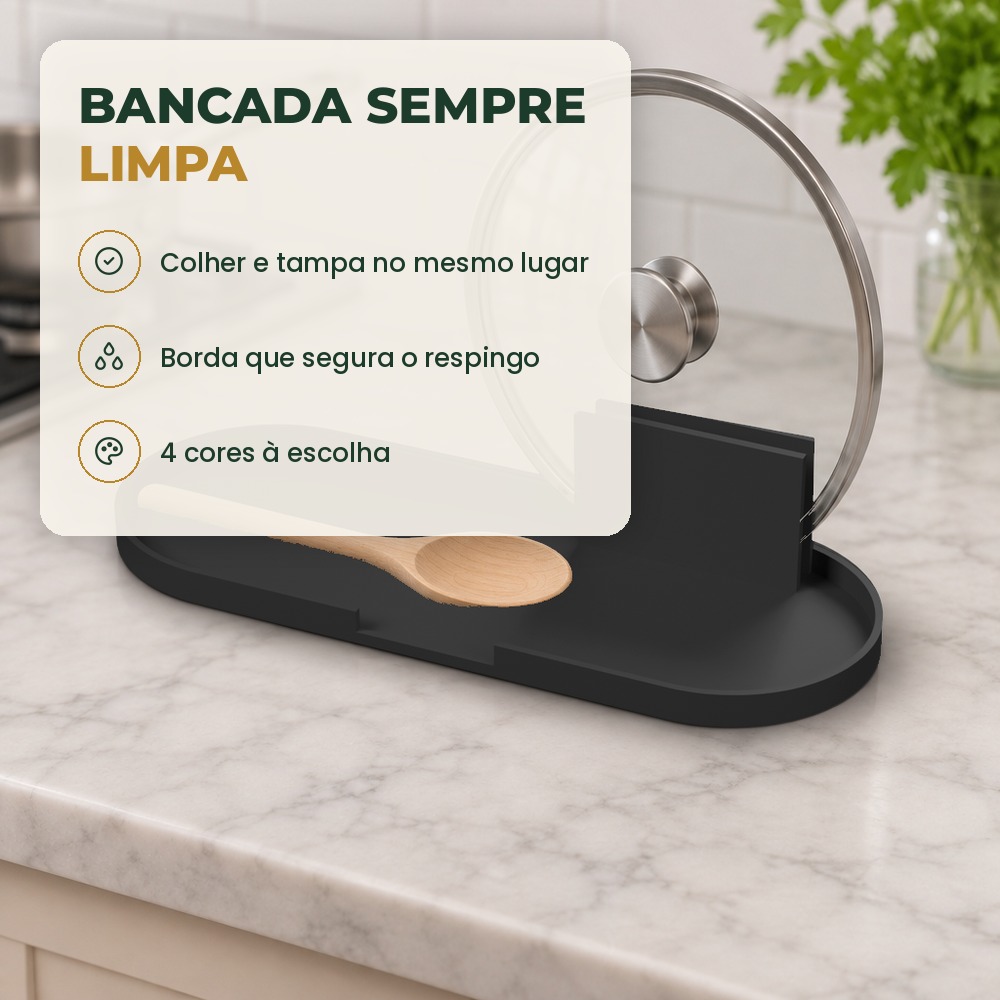 BANCADA SEMPRE
LIMPA
Colher e tampa no mesmo lugar
Borda que segura o respingo
4 cores à escolha